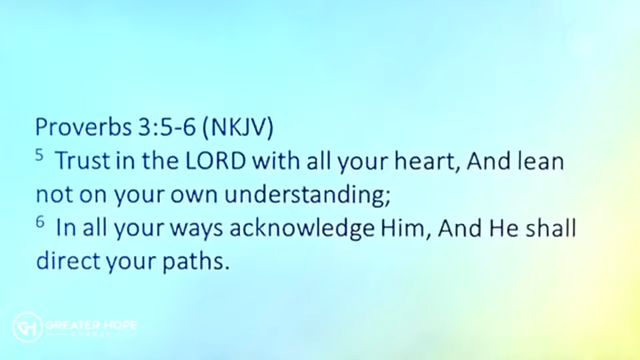 Proverbs 3:5-6 (NKJV)
5 Trust in the LORD with all your heart, And lean
not on your own understanding;
6 In all your ways acknowledge Him, And He shall
direct your paths.
GREATER HOPE